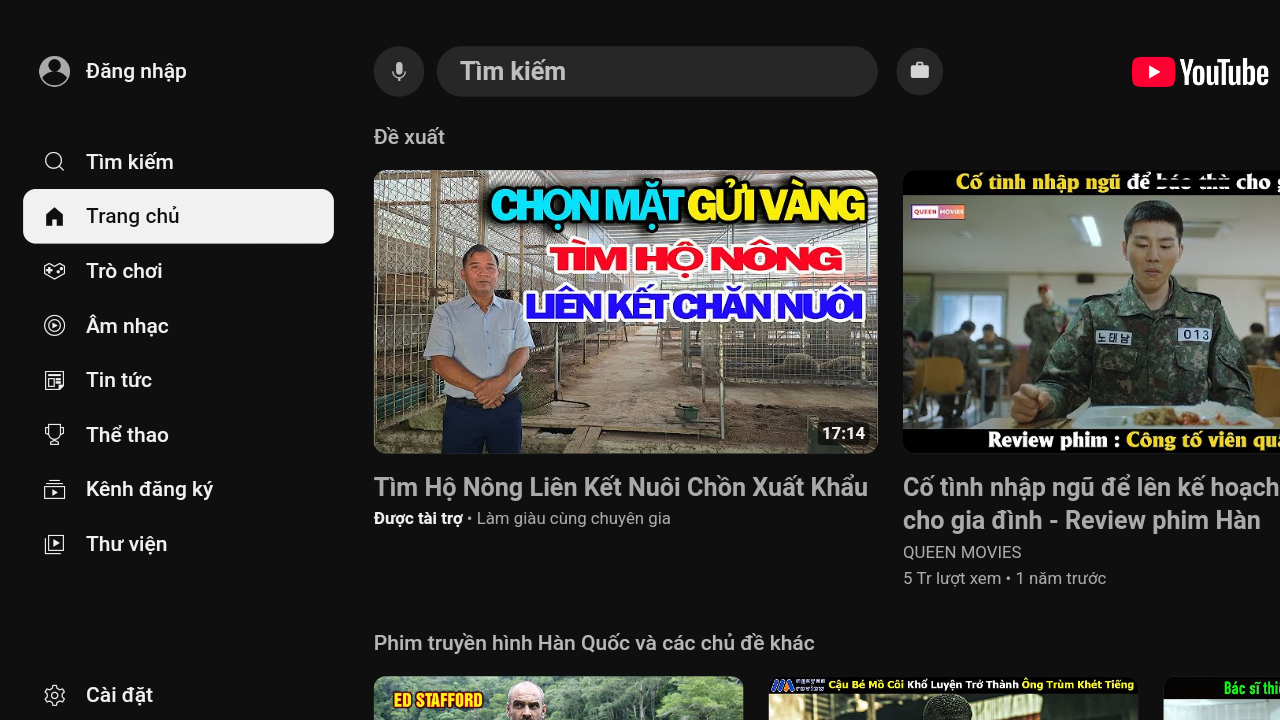 Đăng nhập
Tìm kiếm
YouTube
Tìm kiếm
Trang chủ
Trò chơi
Âm nhạc
Tin tức
Thể thao
Kênh đăng ký
Thư viện
Cài đặt
Đề xuất
CHỌN MẶT GỬI VÀNG
TÌM HỘ NÔNG
LIÊN KẾT CHĂN NUÔI
17:14
Tìm Hộ Nông Liên Kết Nuôi Chồn Xuất Khẩu
Được tài trợ • Làm giàu cùng chuyên gia
Cố tình nhập ngũ để báo thù cho
QUEEN MOVIES
노태남
013
Review phim : Công tố viên
Cố tình nhập ngũ để lên kế hoạch
cho gia đình - Review phim Hàn
QUEEN MOVIES
5 Tr lượt xem • 1 năm trước
Phim truyền hình Hàn Quốc và các chủ đề khác
ED STAFFORD
Cậu Bé Mồ Côi Khổ Luyện Trở Thành Ông Trùm Khét Tiếng
Bác sĩ